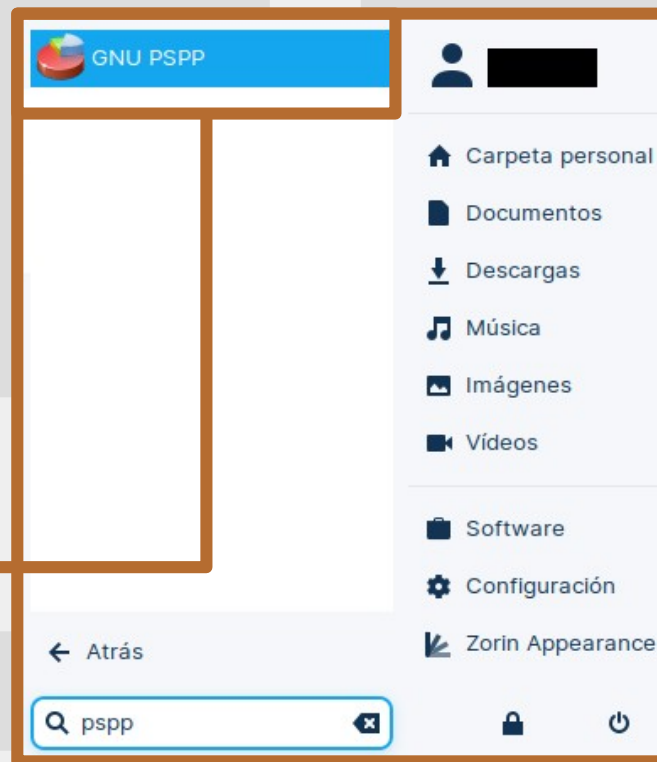 GNU PSPP
Carpeta personal
Documentos
Descargas
Música
Imágenes
Vídeos
Software
Configuración
Zorin Appearance
Atrás
pspp